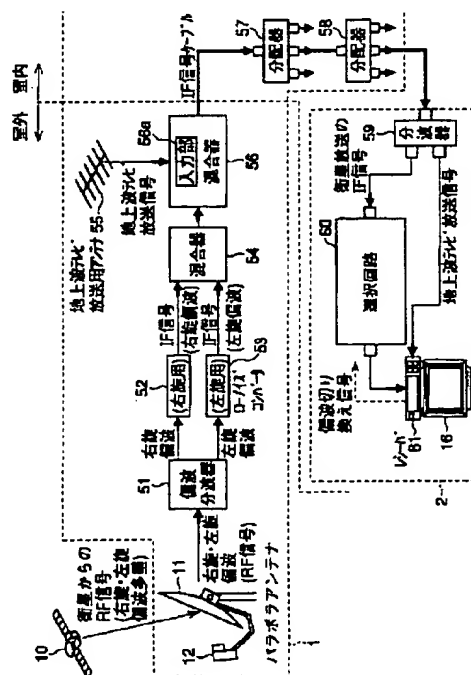 10
衛星からの
RF信号
(右旋・左旋
偏波多重)
11
12
パラボラアンテナ
1
右旋・左旋
偏波
(RF信号)
51
偏波
分波器
右旋
偏波
左旋
偏波
52
(右旋用)
(左旋用)
53
ローノイズ
コンバータ
IF信号
(右旋偏波)
IF信号
(左旋偏波)
混合器
54
地上波テレビ
放送用アンテナ
55
地上波テレビ
放送信号
56a
入力部
混合器
56
屋外
室内
IF信号ケーブル
57
分配器
58
分配器
59
分波器
衛星放送の
IF信号
地上波テレビ放送信号
60
選択回路
偏波切り
換え信号
レシーバ
61
16
2